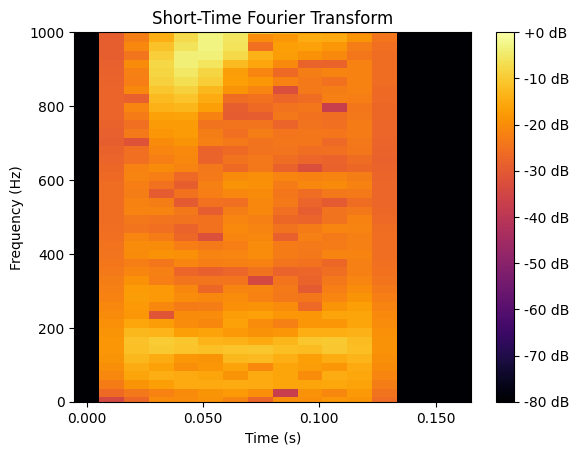 Short-Time Fourier Transform
Frequency (Hz)
1000
800
600
400
200
0
0.000
0.050
0.100
0.150
Time (s)
+0 dB
-10 dB
-20 dB
-30 dB
-40 dB
-50 dB
-60 dB
-70 dB
-80 dB